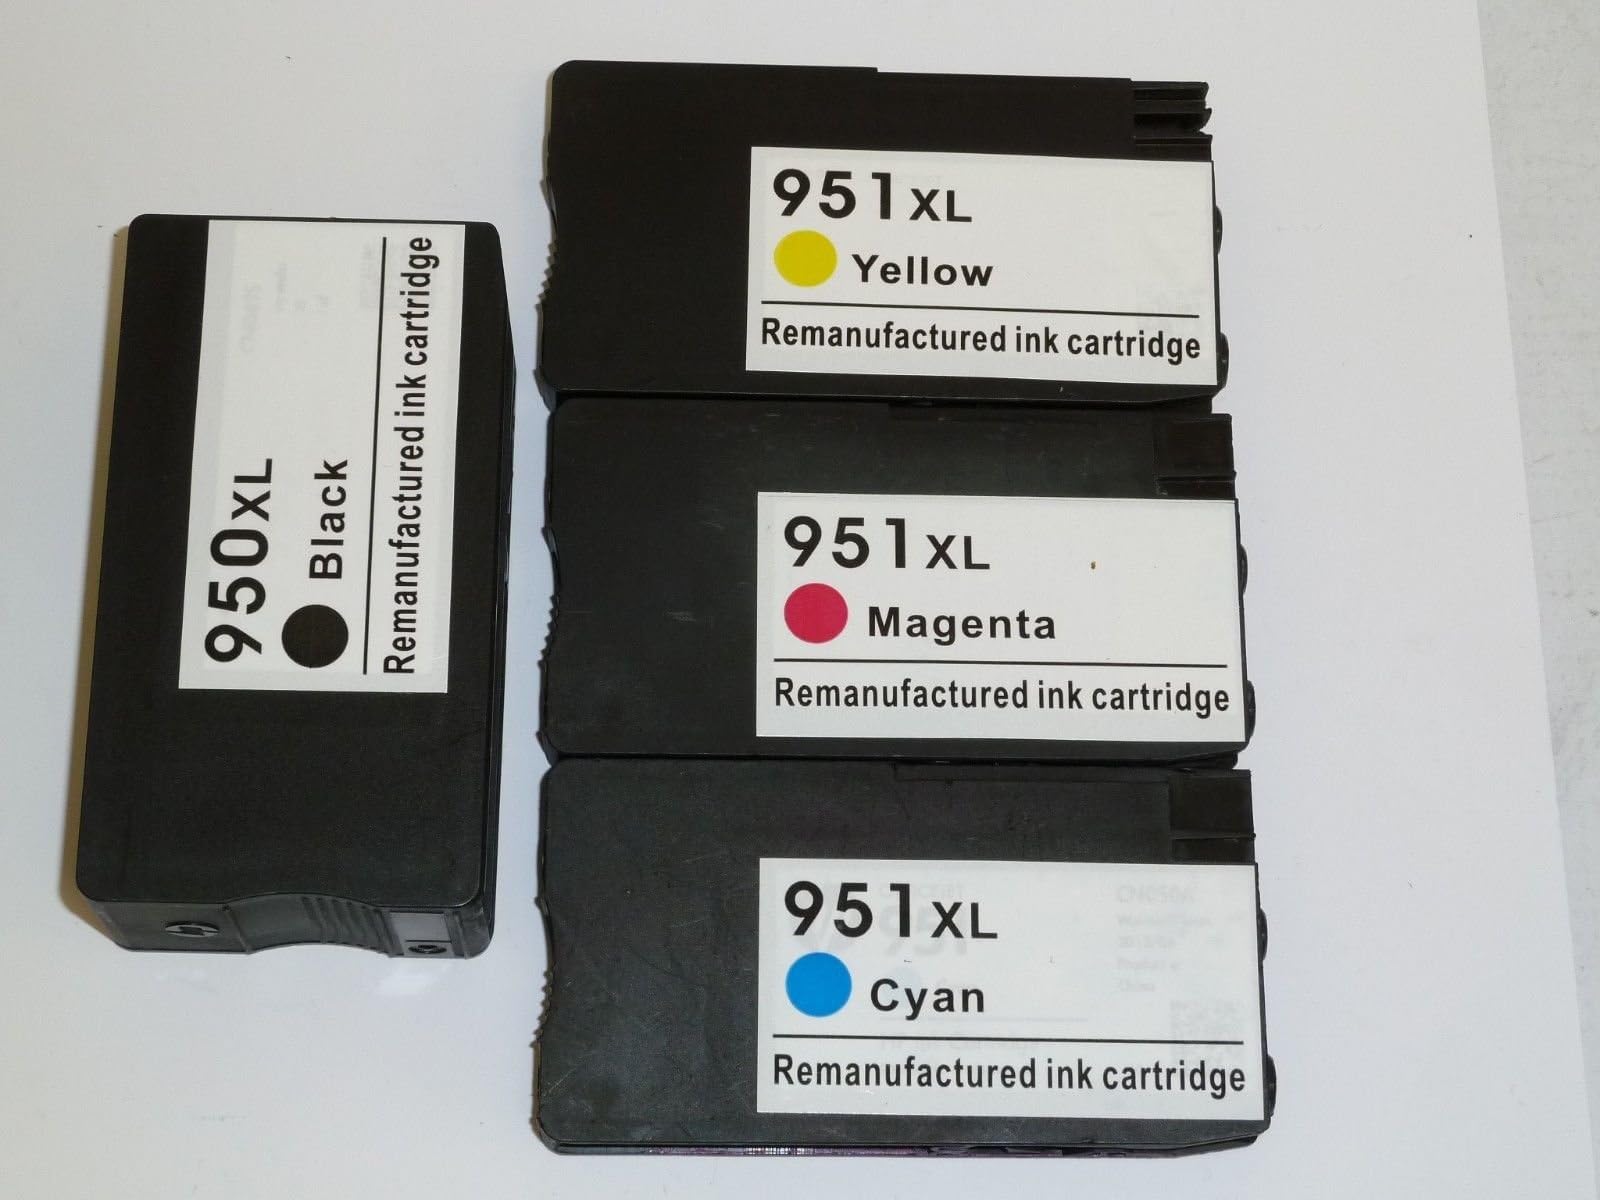 950XL
Black
Remanufactured ink cartridge
951XL
Yellow
Remanufactured ink cartridge
951XL
Magenta
Remanufactured ink cartridge
951XL
Cyan
Remanufactured ink cartridge